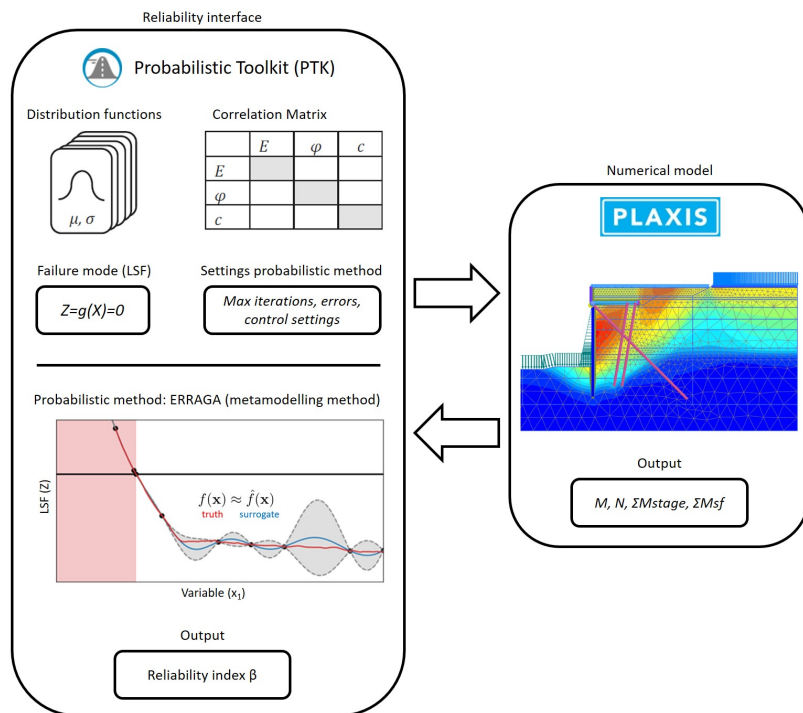 Reliability interface
Probabilistic Toolkit (PTK)
Distribution functions
Correlation Matrix
E φ c
E
φ
c
μ, σ
Failure mode (LSF)
Settings probabilistic method
Z=g(X)=0
Max iterations, errors,
control settings
Probabilistic method: ERRAGA (metamodelling method)
LSF (Z)
f(x) ≈ f̂(x)
truth surrogate
Variable (x₁)
Output
Reliability index β
Numerical model
PLAXIS
Output
M, N, ΣMstage, ΣMsf